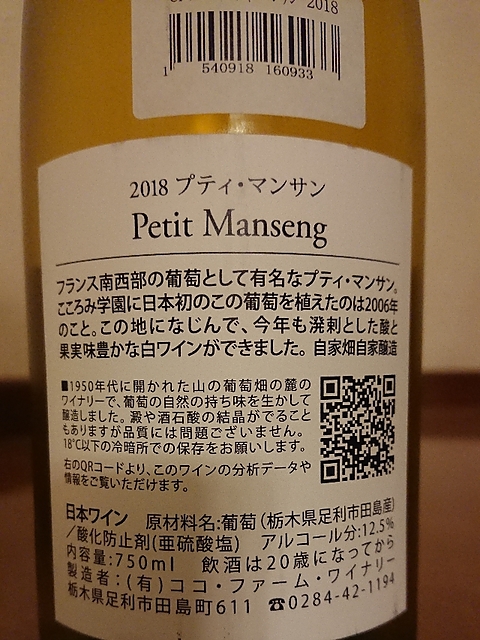 2018
1 540918 160933
2018 プティ・マンサン
Petit Manseng
フランス南西部の葡萄として有名なプティ・マンサン。
こころみ学園に日本初のこの葡萄を植えたのは2006年
のこと。この地になじんで、今年も溌剌とした酸と
果実味豊かな白ワインができました。 自家畑自家醸造
■1950年代に開かれた山の葡萄畑の麓の
ワイナリーで、葡萄の自然の持ち味を生かして
醸造しました。澱や酒石酸の結晶がでること
もありますが品質には問題ございません。
18℃以下の冷暗所での保存をお願いします。
右のQRコードより、このワインの分析データや
情報をご覧いただけます。
日本ワイン 原材料名:葡萄(栃木県足利市田島産)
/酸化防止剤(亜硫酸塩) アルコール分:12.5%
内容量:750ml 飲酒は20歳になってから
製造者:(有)ココ・ファーム・ワイナリー
栃木県足利市田島町611 ☎0284-42-1194